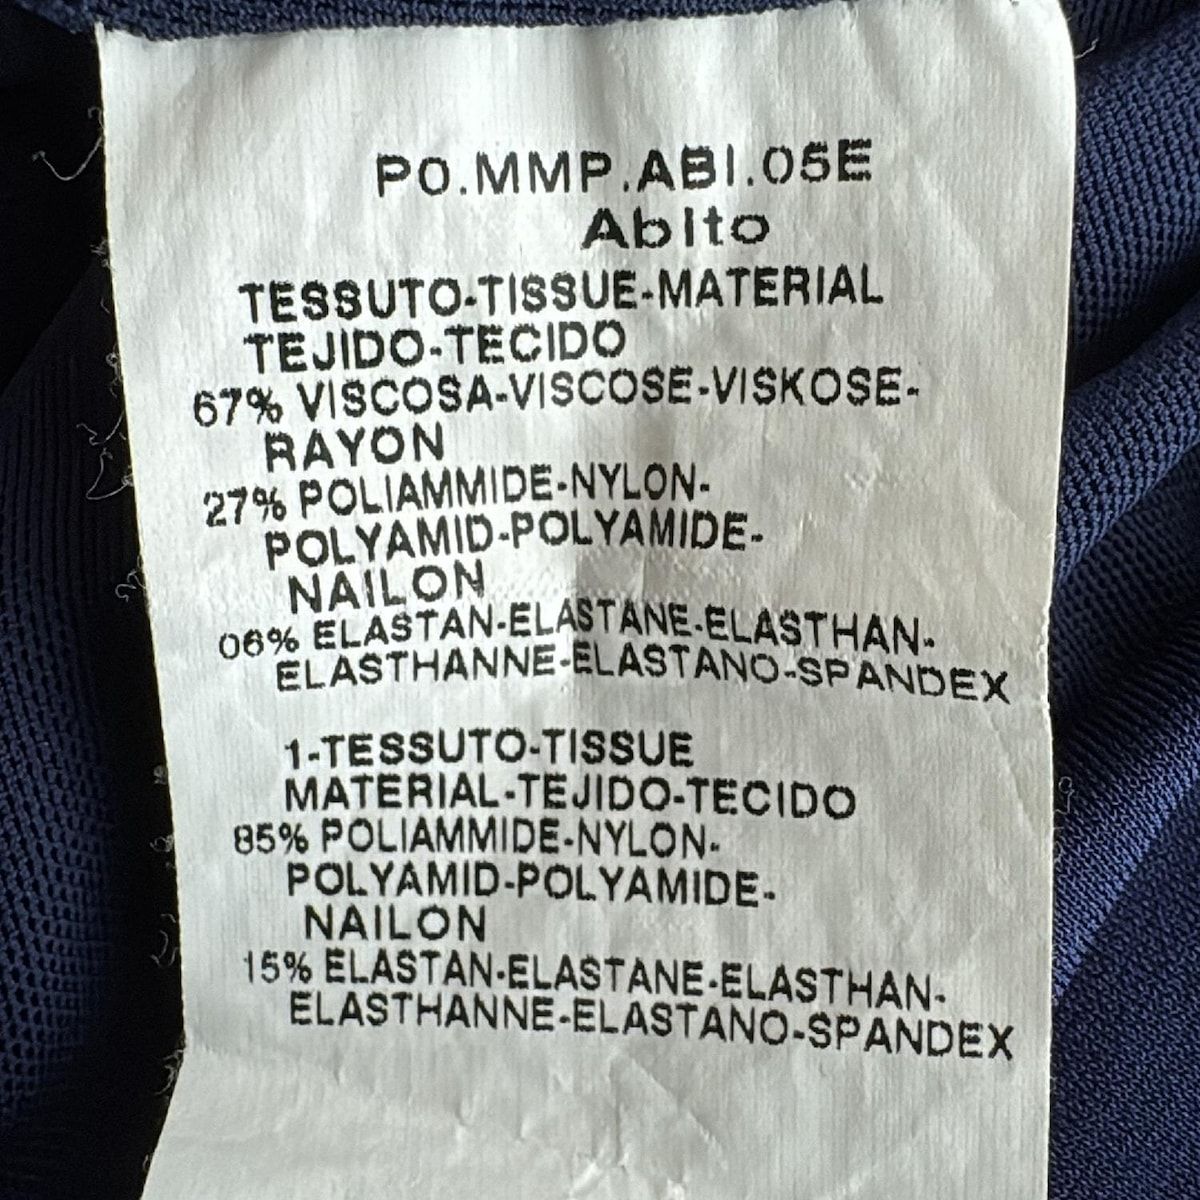 PO.MMP.ABI.05E
Abito
TESSUTO-TISSUE-MATERIAL
TEJIDO-TECIDO
67% VISCOSA-VISCOSE-VISKOSE-
RAYON
27% POLIAMMIDE-NYLON-
POLYAMID-POLYAMIDE-
NAILON
06% ELASTAN-ELASTANE-ELASTHAN-
ELASTHANNE-ELASTANO-SPANDEX
1-TESSUTO-TISSUE
MATERIAL-TEJIDO-TECIDO
85% POLIAMMIDE-NYLON-
POLYAMID-POLYAMIDE-
NAILON
15% ELASTAN-ELASTANE-ELASTHAN-
ELASTHANNE-ELASTANO-SPANDEX